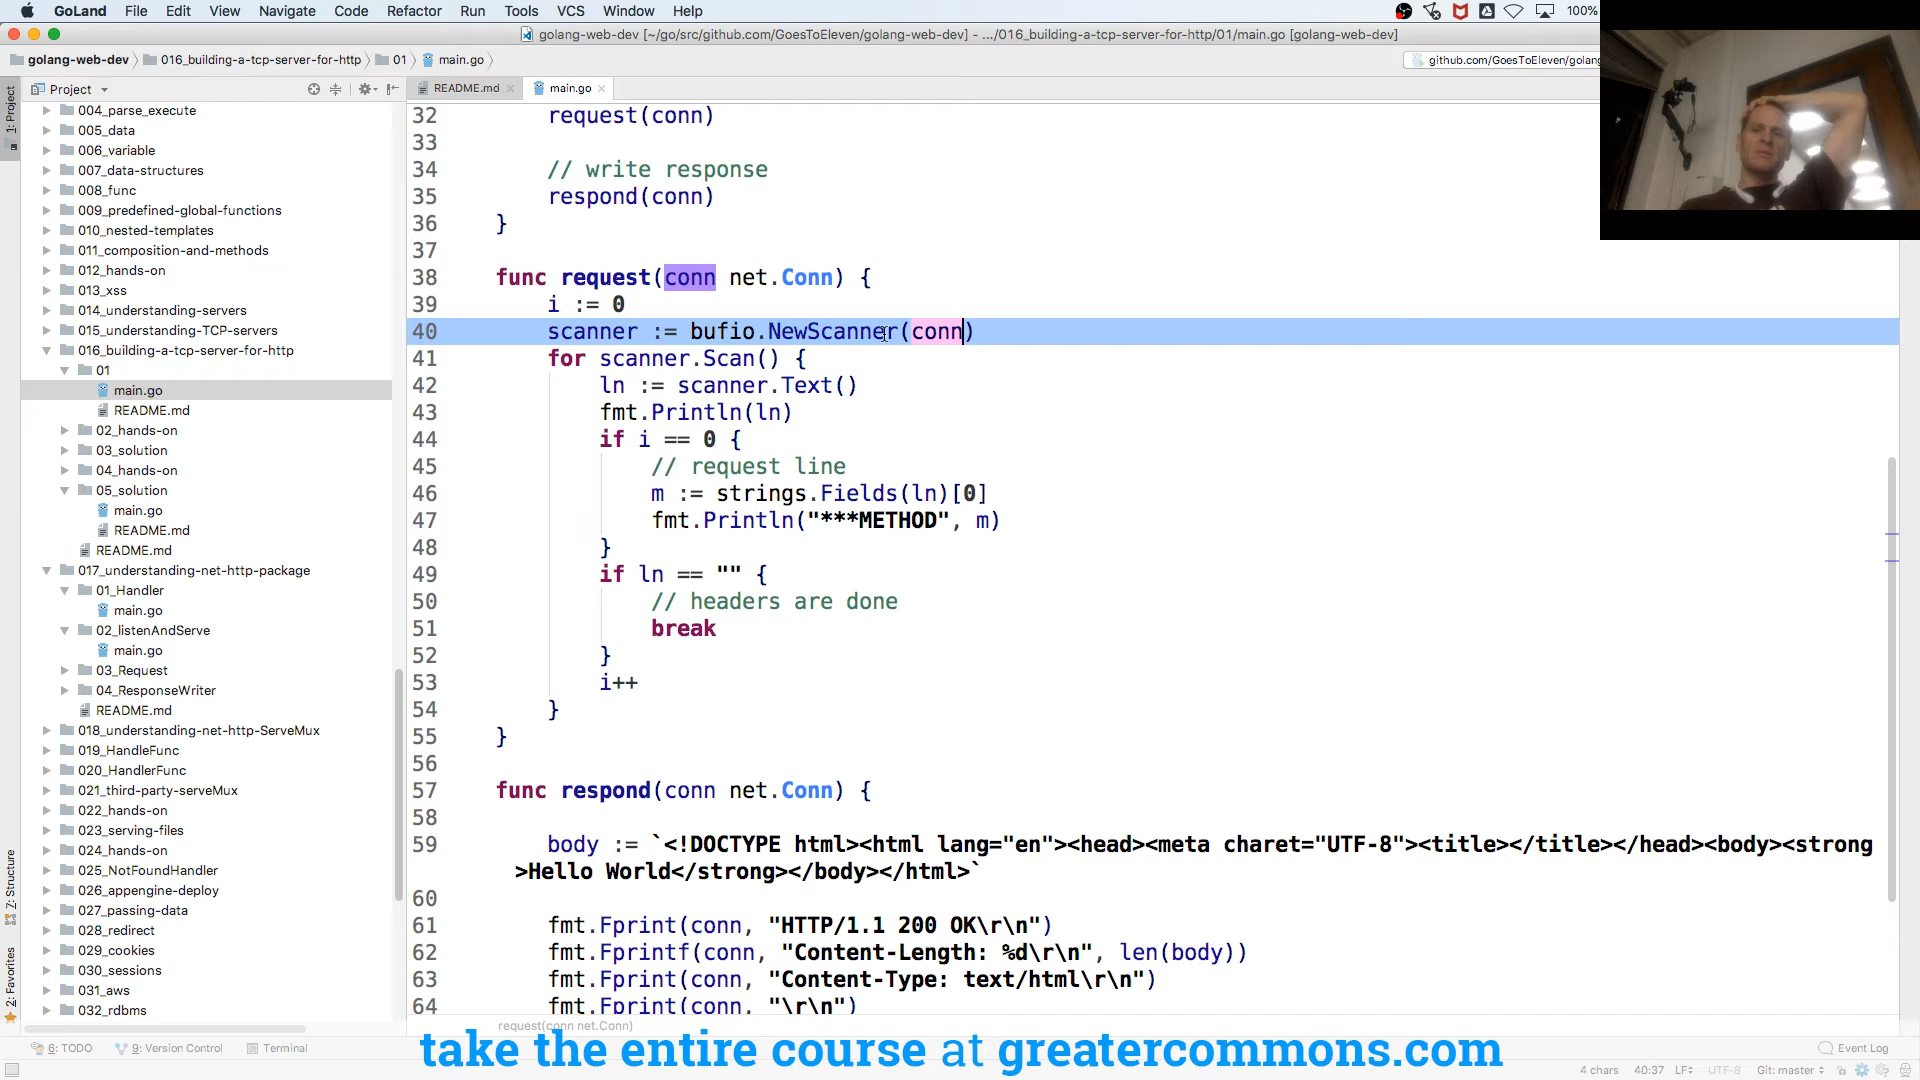 GoLand File Edit View Navigate Code Refactor Run Tools VCS Window Help 100%
golang-web-dev [~/go/src/github.com/GoesToEleven/golang-web-dev] - .../016_building-a-tcp-server-for-http/01/main.go [golang-web-dev]
golang-web-dev 016_building-a-tcp-server-for-http 01 main.go github.com/GoesToEleven/golang
Project README.md main.go
1: Project
Z: Structure
2: Favorites
004_parse_execute
005_data
006_variable
007_data-structures
008_func
009_predefined-global-functions
010_nested-templates
011_composition-and-methods
012_hands-on
013_xss
014_understanding-servers
015_understanding-TCP-servers
016_building-a-tcp-server-for-http
01
main.go
README.md
02_hands-on
03_solution
04_hands-on
05_solution
main.go
README.md
README.md
017_understanding-net-http-package
01_Handler
main.go
02_listenAndServe
main.go
03_Request
04_ResponseWriter
README.md
018_understanding-net-http-ServeMux
019_HandleFunc
020_HandlerFunc
021_third-party-serveMux
022_hands-on
023_serving-files
024_hands-on
025_NotFoundHandler
026_appengine-deploy
027_passing-data
028_redirect
029_cookies
030_sessions
031_aws
032_rdbms
32 request(conn)
33
34 // write response
35 respond(conn)
36 }
37
38 func request(conn net.Conn) {
39 i := 0
40 scanner := bufio.NewScanner(conn)
41 for scanner.Scan() {
42 ln := scanner.Text()
43 fmt.Println(ln)
44 if i == 0 {
45 // request line
46 m := strings.Fields(ln)[0]
47 fmt.Println("***METHOD", m)
48 }
49 if ln == "" {
50 // headers are done
51 break
52 }
53 i++
54 }
55 }
56
57 func respond(conn net.Conn) {
58
59 body := `<!DOCTYPE html><html lang="en"><head><meta charet="UTF-8"><title></title></head><body><strong
>Hello World</strong></body></html>`
60
61 fmt.Fprint(conn, "HTTP/1.1 200 OK\r\n")
62 fmt.Fprintf(conn, "Content-Length: %d\r\n", len(body))
63 fmt.Fprint(conn, "Content-Type: text/html\r\n")
64 fmt.Fprint(conn, "\r\n")
request(conn net.Conn)
6: TODO 9: Version Control Terminal Event Log
take the entire course at greatercommons.com
4 chars 40:37 LF UTF-8 Git: master